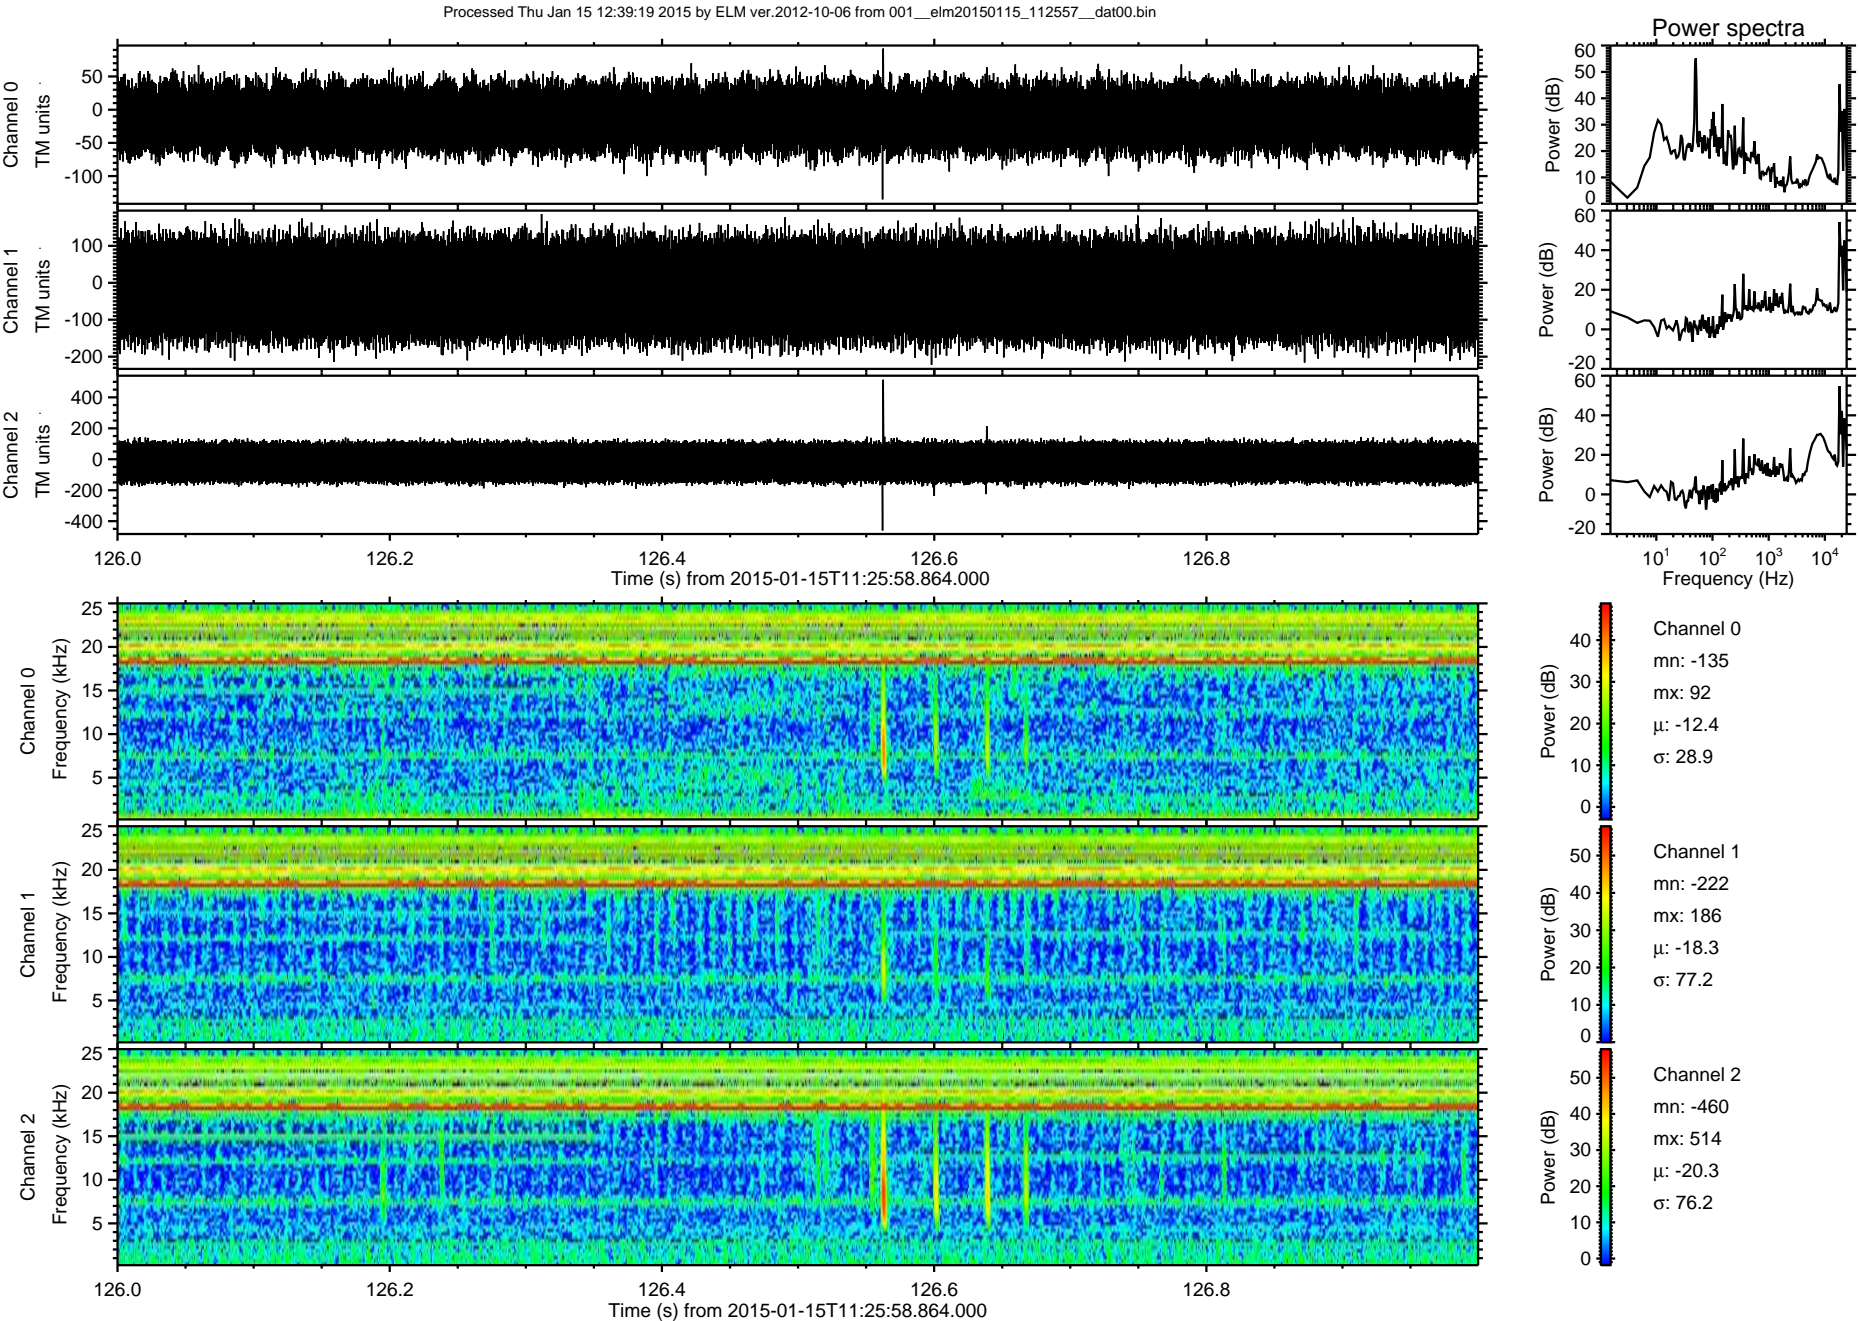 Processed Thu Jan 15 12:39:19 2015 by ELM ver.2012-10-06 from 001__elm20150115_112557__dat00.bin
Power spectra
Channel 0
TM units
50
0
-50
-100
Power (dB)
60
50
40
30
20
10
0
Channel 1
TM units
100
0
-100
-200
Power (dB)
60
40
20
0
-20
Channel 2
TM units
400
200
0
-200
-400
Power (dB)
60
40
20
0
-20
126.0 126.2 126.4 126.6 126.8
Time (s) from 2015-01-15T11:25:58.864.000
10¹ 10² 10³ 10⁴
Frequency (Hz)
Channel 0
Frequency (kHz)
25
20
15
10
5
Power (dB)
40
30
20
10
0
Channel 0
mn: -135
mx: 92
μ: -12.4
σ: 28.9
Channel 1
Frequency (kHz)
25
20
15
10
5
Power (dB)
50
40
30
20
10
0
Channel 1
mn: -222
mx: 186
μ: -18.3
σ: 77.2
Channel 2
Frequency (kHz)
25
20
15
10
5
Power (dB)
50
40
30
20
10
0
Channel 2
mn: -460
mx: 514
μ: -20.3
σ: 76.2
126.0 126.2 126.4 126.6 126.8
Time (s) from 2015-01-15T11:25:58.864.000